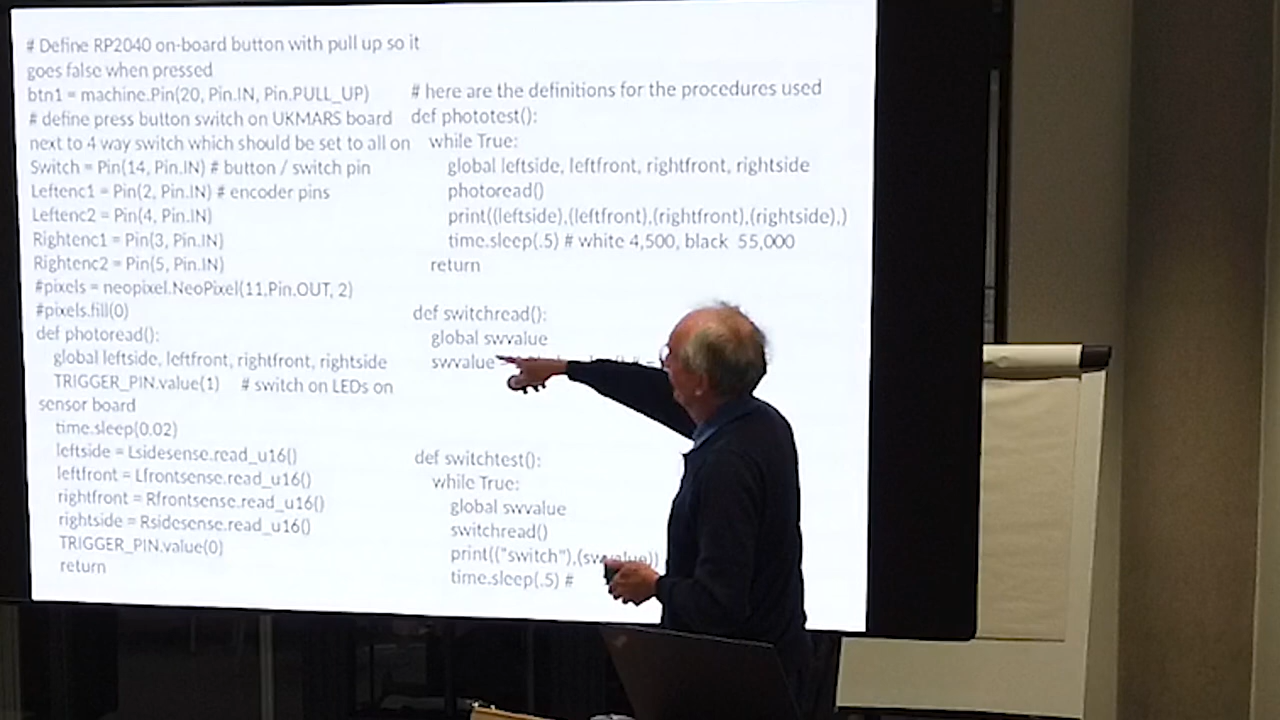 # Define RP2040 on-board button with pull up so it
goes false when pressed
btn1 = machine.Pin(20, Pin.IN, Pin.PULL_UP)
# define press button switch on UKMARS board
next to 4 way switch which should be set to all on
Switch = Pin(14, Pin.IN) # button / switch pin
Leftenc1 = Pin(2, Pin.IN) # encoder pins
Leftenc2 = Pin(4, Pin.IN)
Rightenc1 = Pin(3, Pin.IN)
Rightenc2 = Pin(5, Pin.IN)
#pixels = neopixel.NeoPixel(11,Pin.OUT, 2)
#pixels.fill(0)
def photoread():
global leftside, leftfront, rightfront, rightside
TRIGGER_PIN.value(1) # switch on LEDs on
sensor board
time.sleep(0.02)
leftside = Lsidesense.read_u16()
leftfront = Lfrontsense.read_u16()
rightfront = Rfrontsense.read_u16()
rightside = Rsidesense.read_u16()
TRIGGER_PIN.value(0)
return
# here are the definitions for the procedures used
def phototest():
while True:
global leftside, leftfront, rightfront, rightside
photoread()
print((leftside),(leftfront),(rightfront),(rightside),)
time.sleep(.5) # white 4,500, black 55,000
return
def switchread():
global swvalue
swvalue
def switchtest():
while True:
global swvalue
switchread()
print(("switch"),(swvalue))
time.sleep(.5) #